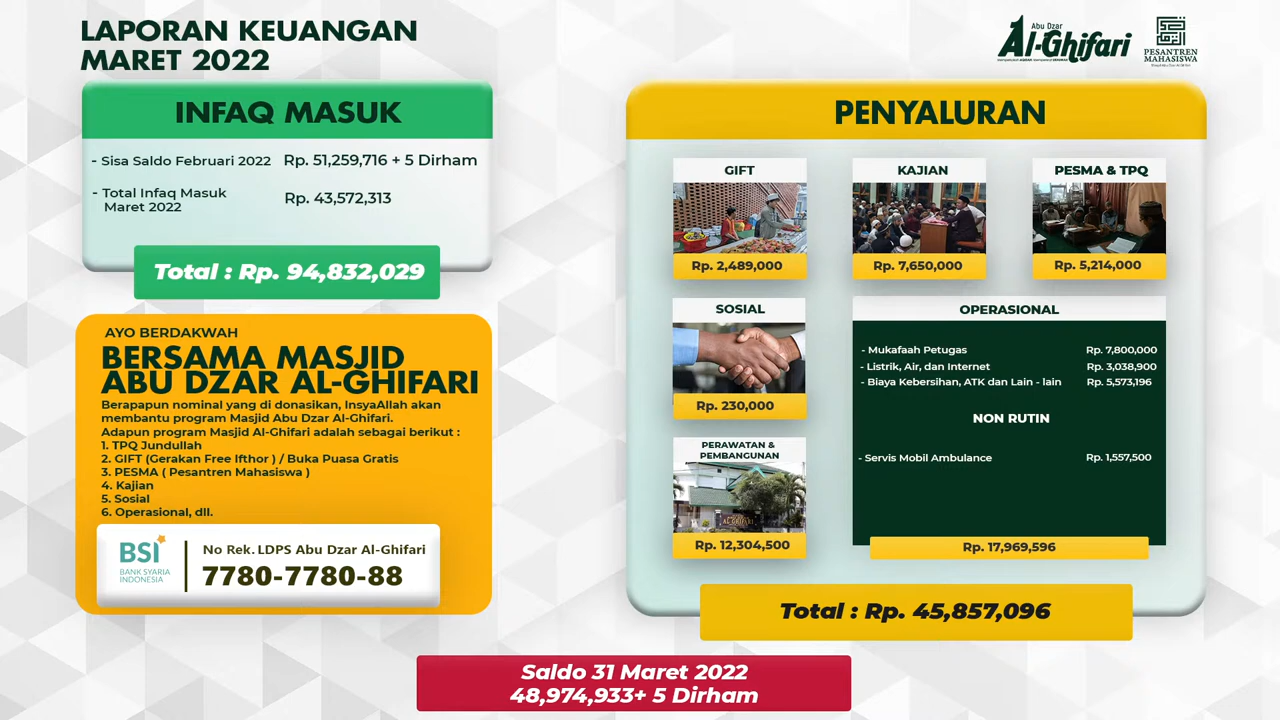 LAPORAN KEUANGAN
MARET 2022
Abu Dzar
Al-Ghifari
PESANTREN
MAHASISWA
INFAQ MASUK
- Sisa Saldo Februari 2022 Rp. 51,259,716 + 5 Dirham
- Total Infaq Masuk
Maret 2022 Rp. 43,572,313
Total : Rp. 94,832,029
AYO BERDAKWAH
BERSAMA MASJID
ABU DZAR AL-GHIFARI
Berapapun nominal yang di donasikan, InsyaAllah akan
membantu program Masjid Abu Dzar Al-Ghifari.
Adapun program Masjid Al-Ghifari adalah sebagai berikut :
1. TPQ Jundullah
2. GIFT (Gerakan Free Ifthor ) / Buka Puasa Gratis
3. PESMA ( Pesantren Mahasiswa )
4. Kajian
5. Sosial
6. Operasional, dll.
BSI
BANK SYARIA
INDONESIA
No Rek. LDPS Abu Dzar Al-Ghifari
7780-7780-88
PENYALURAN
GIFT
Rp. 2,489,000
KAJIAN
Rp. 7,650,000
PESMA & TPQ
Rp. 5,214,000
SOSIAL
Rp. 230,000
PERAWATAN &
PEMBANGUNAN
AL-GHIFARI
Rp. 12,304,500
OPERASIONAL
- Mukafaah Petugas Rp. 7,800,000
- Listrik, Air, dan Internet Rp. 3,038,900
- Biaya Kebersihan, ATK dan Lain - lain Rp. 5,573,196
NON RUTIN
- Servis Mobil Ambulance Rp. 1,557,500
Rp. 17,969,596
Total : Rp. 45,857,096
Saldo 31 Maret 2022
48,974,933+ 5 Dirham